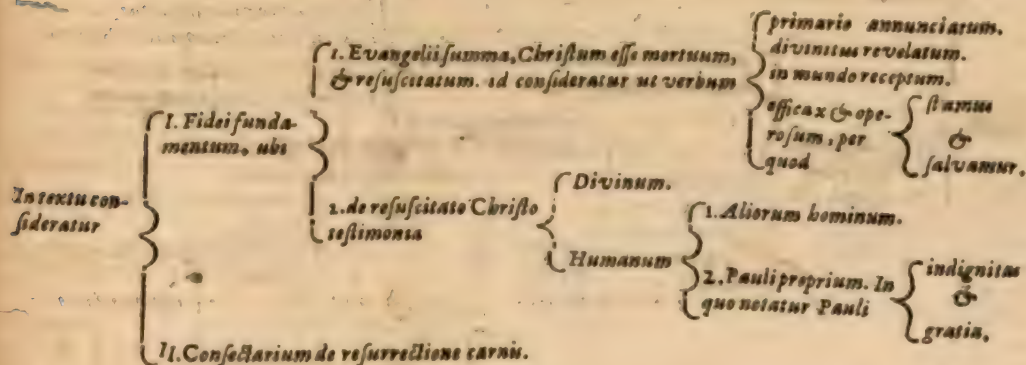 In textu con-
sideratur
I. Fidei funda-
mentum, ubi
1. Evangelii summa, Christum esse mortuum,
& resuscitatum. id consideratur ut verbum
primario annunciatum.
divinitus revelatum.
in mundo receptum.
efficax & ope-
rosum, per
quod
stamus
&
salvamur.
2. de resuscitato Christo
testimonia
Divinum.
Humanum
1. Aliorum hominum.
2. Pauli proprium. In
quo notatur Pauli
indignitas
&
gratia.
II. Consectarium de resurrectione carnis.